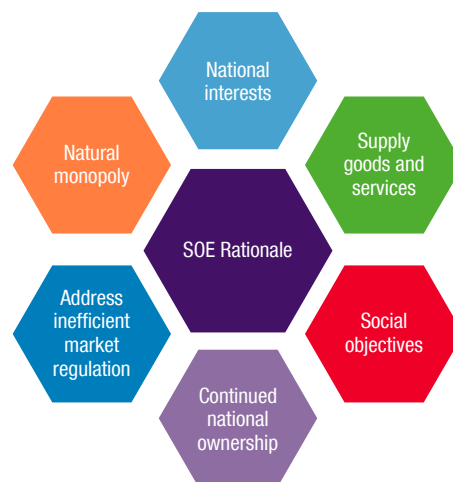 National
interests
Natural
monopoly
Supply
goods and
services
SOE Rationale
Address
inefficient
market
regulation
Social
objectives
Continued
national
ownership